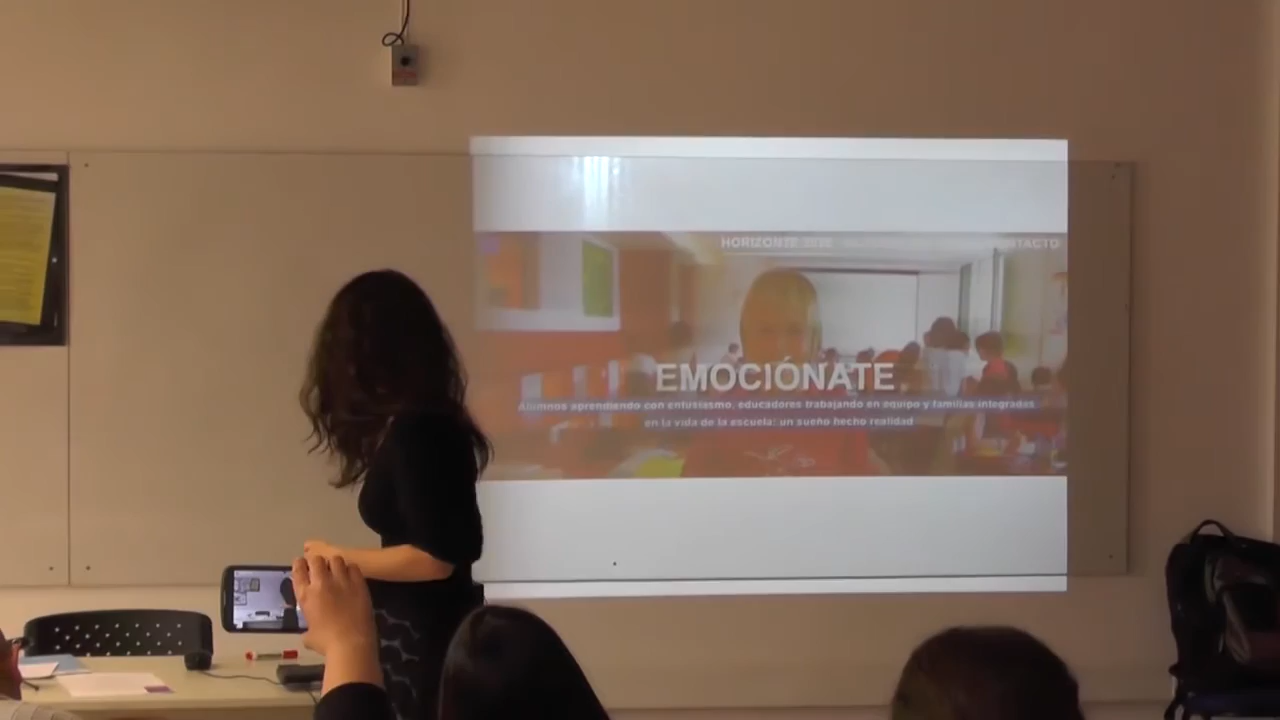 HORIZONTE
EMOCIÓNATE
Alumnos aprendiendo con entusiasmo, educadores trabajando en equipo y familias integradas
en la vida de la escuela: un sueño hecho realidad